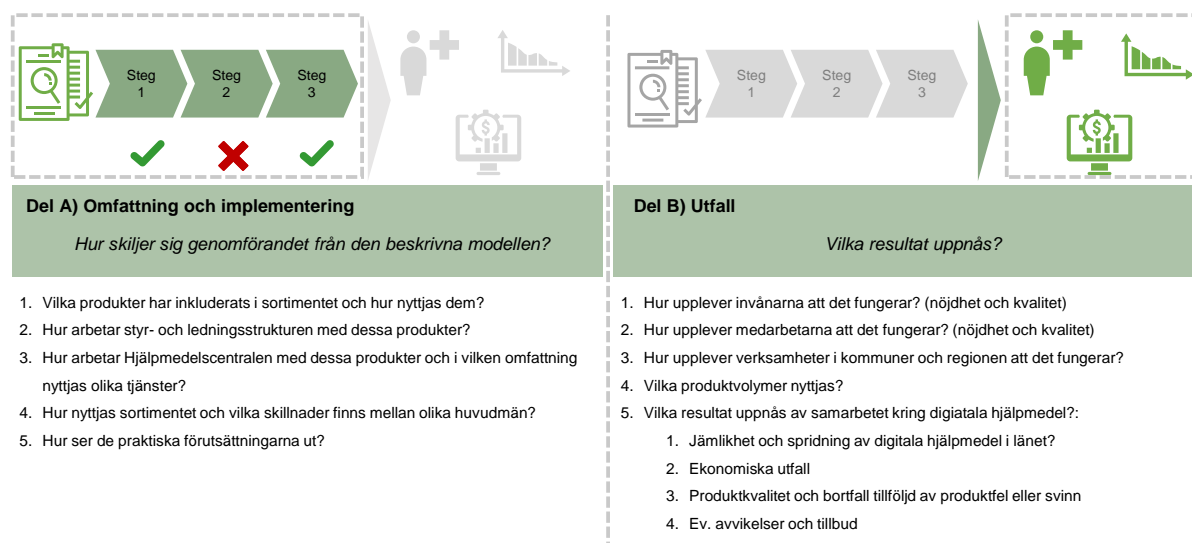 Steg
1
Steg
2
Steg
3
Del A) Omfattning och implementering
Hur skiljer sig genomförandet från den beskrivna modellen?
1. Vilka produkter har inkluderats i sortimentet och hur nyttjas dem?
2. Hur arbetar styr- och ledningsstrukturen med dessa produkter?
3. Hur arbetar Hjälpmedelscentralen med dessa produkter och i vilken omfattning
nyttjas olika tjänster?
4. Hur nyttjas sortimentet och vilka skillnader finns mellan olika huvudmän?
5. Hur ser de praktiska förutsättningarna ut?
Steg
1
Steg
2
Steg
3
Del B) Utfall
Vilka resultat uppnås?
1. Hur upplever invånarna att det fungerar? (nöjdhet och kvalitet)
2. Hur upplever medarbetarna att det fungerar? (nöjdhet och kvalitet)
3. Hur upplever verksamheter i kommuner och regionen att det fungerar?
4. Vilka produktvolymer nyttjas?
5. Vilka resultat uppnås av samarbetet kring digiatala hjälpmedel?:
1. Jämlikhet och spridning av digitala hjälpmedel i länet?
2. Ekonomiska utfall
3. Produktkvalitet och bortfall tillföljd av produktfel eller svinn
4. Ev. avvikelser och tillbud